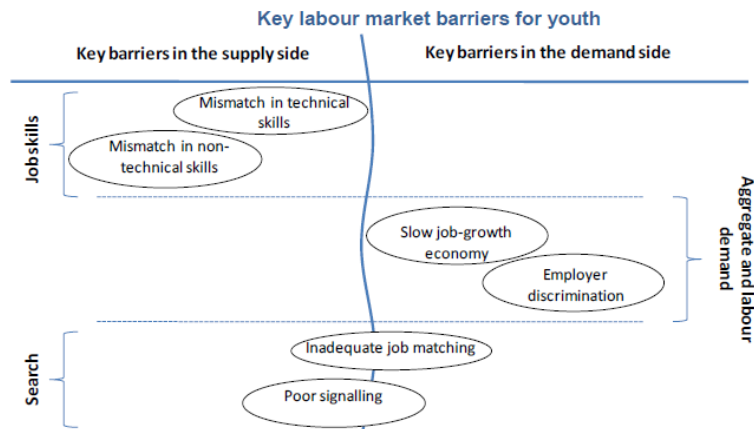 Key labour market barriers for youth
Key barriers in the supply side
Key barriers in the demand side
Job skills
Mismatch in technical
skills
Mismatch in non-
technical skills
Slow job-growth
economy
Employer
discrimination
Aggregate and labour
demand
Search
Inadequate job matching
Poor signalling